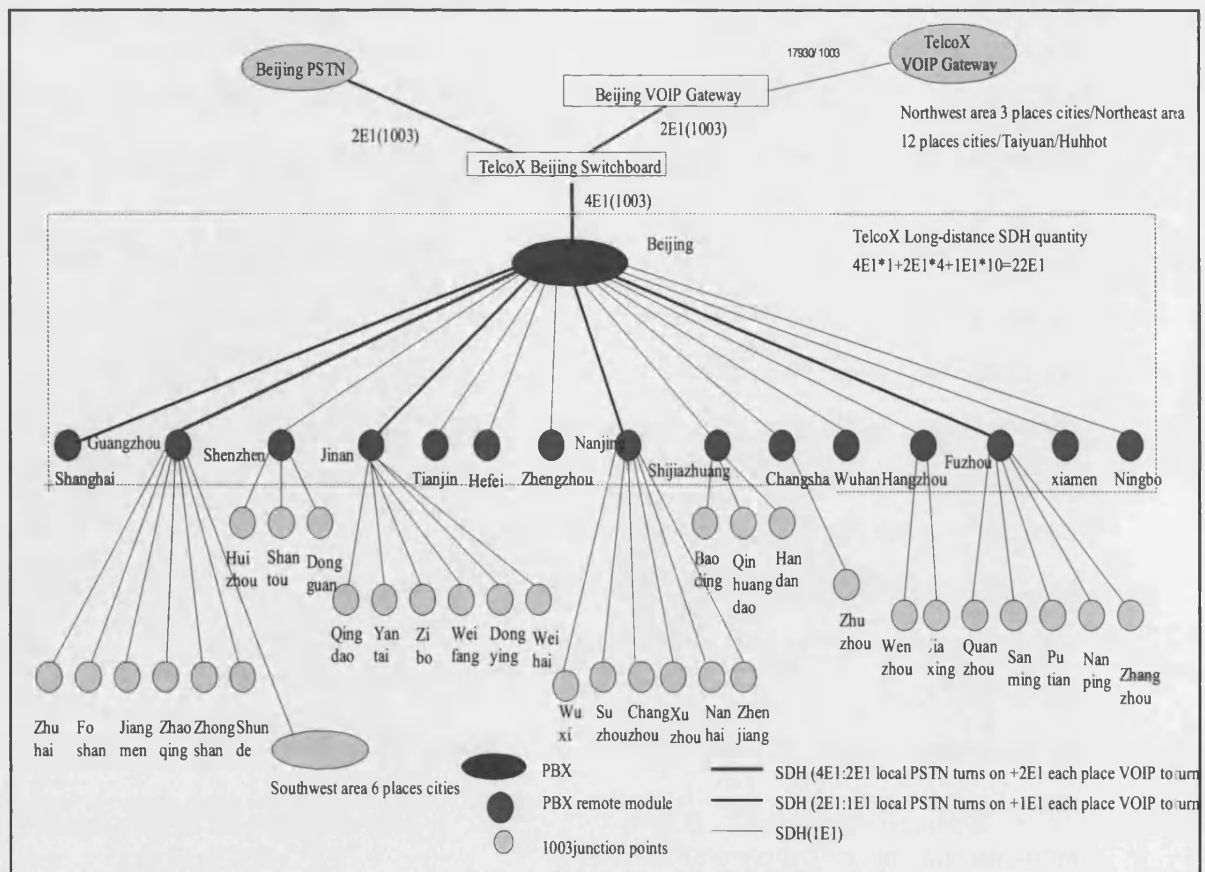 Beijing PSTN
17930/1003
TelcoX
VOIP Gateway
Beijing VOIP Gateway
Northwest area 3 places cities/Northeast area
12 places cities/Taiyuan/Huhhot
2E1(1003)
2E1(1003)
TelcoX Beijing Switchboard
4E1(1003)
Beijing
TelcoX Long-distance SDH quantity
4E1*1+2E1*4+1E1*10=22E1
Guangzhou
Shanghai
Shenzhen
Jinan
Tianjin
Hefei
Zhengzhou
Nanjing
Shijiazhuang
Changsha
Wuhan
Hangzhou
Fuzhou
xiamen
Ningbo
Hui
zhou
Shan
tou
Dong
guan
Bao
ding
Qin
huang
dao
Han
dan
Zhu
zhou
Qing
dao
Yan
tai
Zi
bo
Wei
fang
Dong
ying
Wei
hai
Wen
zhou
Jia
xing
Quan
zhou
San
ming
Pu
tian
Nan
ping
Zhang
zhou
Zhu
hai
Fo
shan
Jiang
men
Zhao
qing
Zhong
shan
Shun
de
Wu
xi
Su
zhou
Chang
zhou
Xu
zhou
Nan
hai
Zhen
jiang
Southwest area 6 places cities
PBX
PBX remote module
1003junction points
SDH (4E1:2E1 local PSTN turns on +2E1 each place VOIP to turn
SDH (2E1:1E1 local PSTN turns on +1E1 each place VOIP to turn
SDH(1E1)